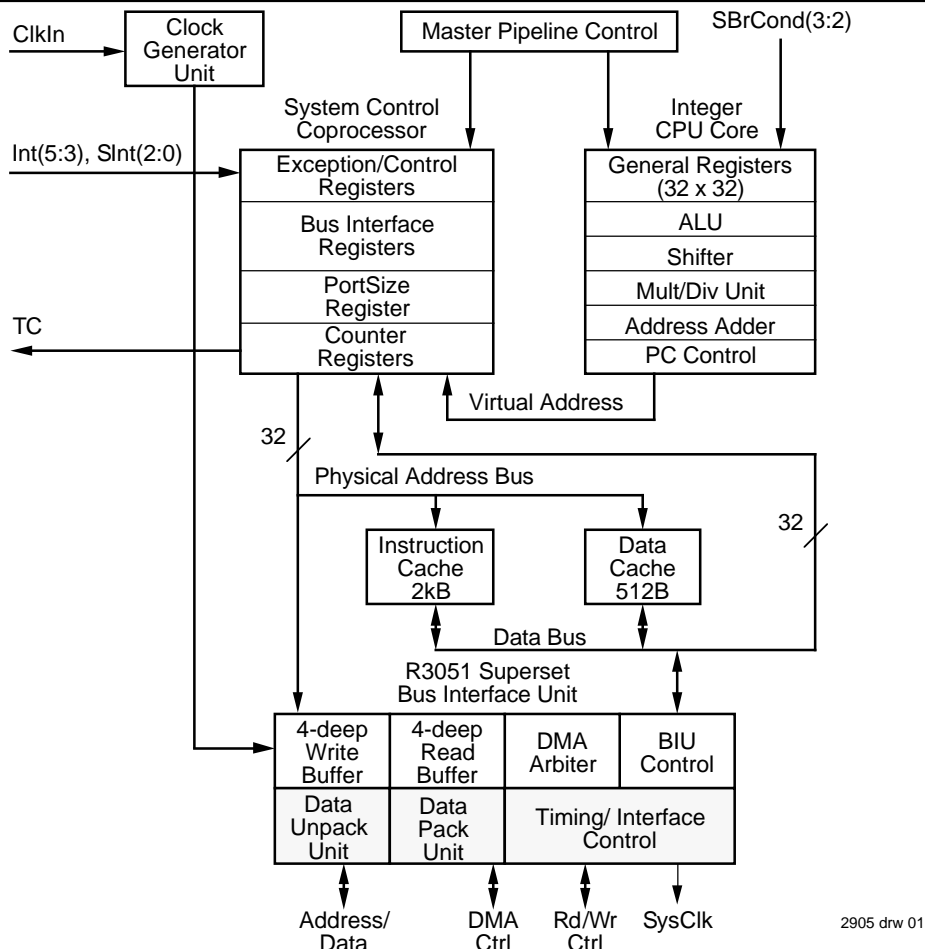 ClkIn
Clock
Generator
Unit
Master Pipeline Control
SBrCond(3:2)
System Control
Coprocessor
Integer
CPU Core
Int(5:3), SInt(2:0)
Exception/Control
Registers
Bus Interface
Registers
PortSize
Register
Counter
Registers
General Registers
(32 x 32)
ALU
Shifter
Mult/Div Unit
Address Adder
PC Control
TC
Virtual Address
32
Physical Address Bus
32
Instruction
Cache
2kB
Data
Cache
512B
Data Bus
R3051 Superset
Bus Interface Unit
4-deep
Write
Buffer
4-deep
Read
Buffer
DMA
Arbiter
BIU
Control
Data
Unpack
Unit
Data
Pack
Unit
Timing/ Interface
Control
Address/
Data
DMA
Ctrl
Rd/Wr
Ctrl
SysClk
2905 drw 01